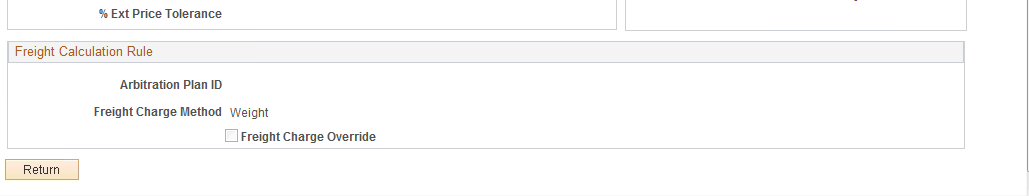 % Ext Price Tolerance
Freight Calculation Rule
Arbitration Plan ID
Freight Charge Method Weight
Freight Charge Override
Return